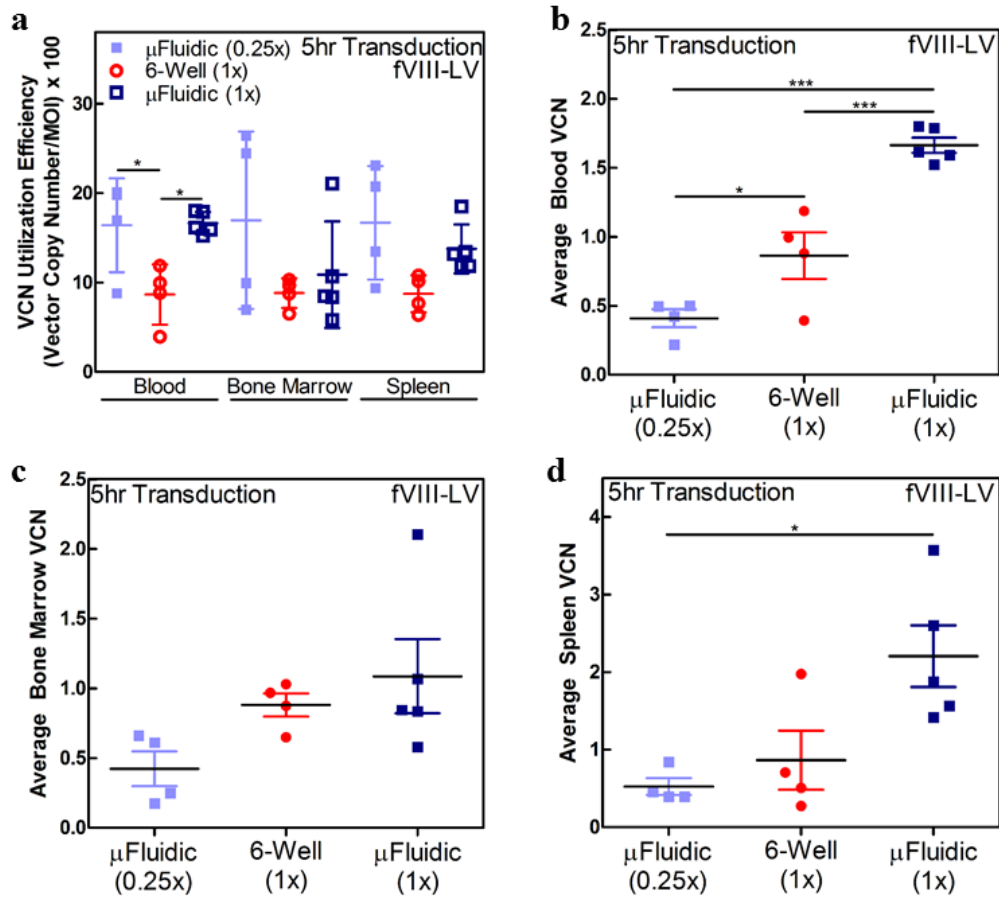 a
VCN Utilization Efficiency
(Vector Copy Number/MOI) x 100
30
20
10
0
μFluidic (0.25x)
6-Well (1x)
μFluidic (1x)
5hr Transduction
fVIII-LV
*
*
Blood
Bone Marrow
Spleen
b
Average Blood VCN
2.5
2.0
1.5
1.0
0.5
0.0
5hr Transduction
fVIII-LV
***
***
*
μFluidic
(0.25x)
6-Well
(1x)
μFluidic
(1x)
c
Average Bone Marrow VCN
2.5
2.0
1.5
1.0
0.5
0.0
5hr Transduction
fVIII-LV
μFluidic
(0.25x)
6-Well
(1x)
μFluidic
(1x)
d
Average Spleen VCN
4
3
2
1
0
5hr Transduction
fVIII-LV
*
μFluidic
(0.25x)
6-Well
(1x)
μFluidic
(1x)